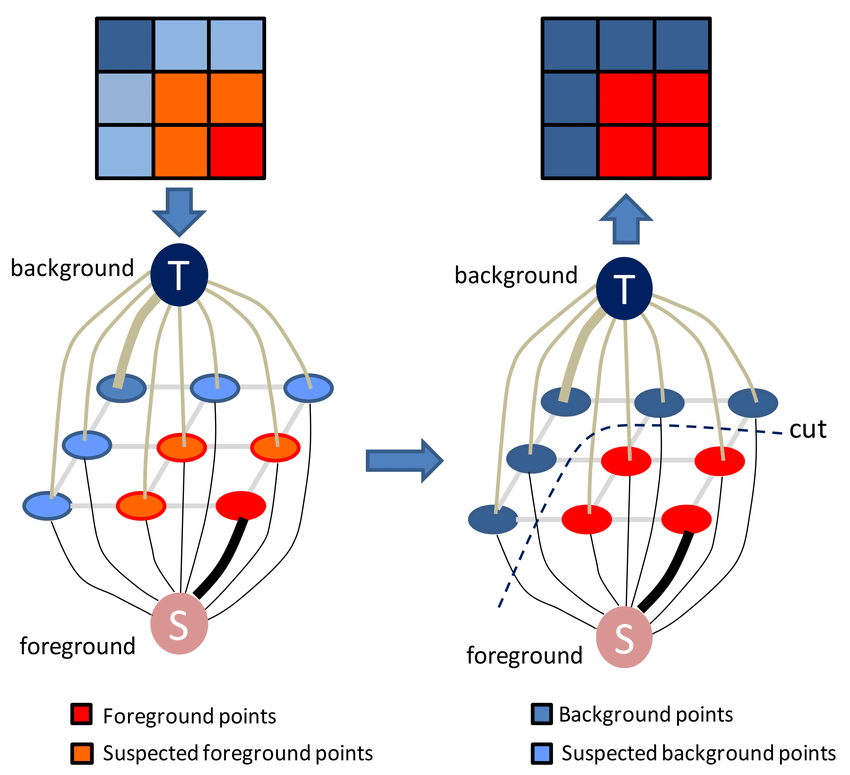 background
T
S
foreground
background
T
cut
S
foreground
Foreground points
Suspected foreground points
Background points
Suspected background points